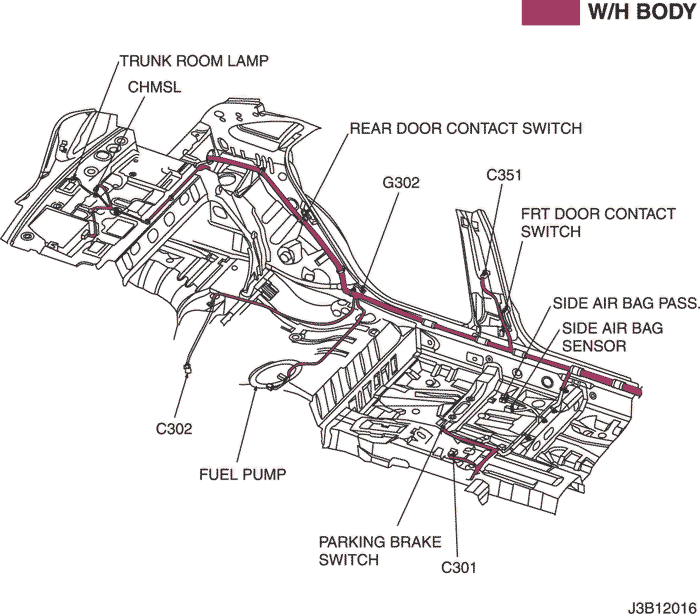 W/H BODY
TRUNK ROOM LAMP
CHMSL
REAR DOOR CONTACT SWITCH
G302
C351
FRT DOOR CONTACT
SWITCH
SIDE AIR BAG PASS.
SIDE AIR BAG
SENSOR
C302
FUEL PUMP
PARKING BRAKE
SWITCH
C301
J3B12016